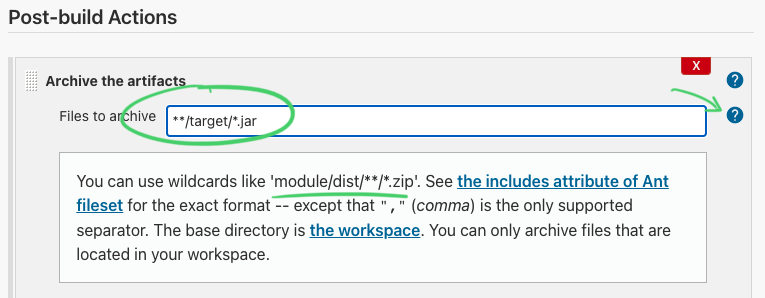 Post-build Actions
X
Archive the artifacts ?
Files to archive **/target/*.jar ?
You can use wildcards like 'module/dist/**/*.zip'. See the includes attribute of Ant
fileset for the exact format -- except that "," (comma) is the only supported
separator. The base directory is the workspace. You can only archive files that are
located in your workspace.